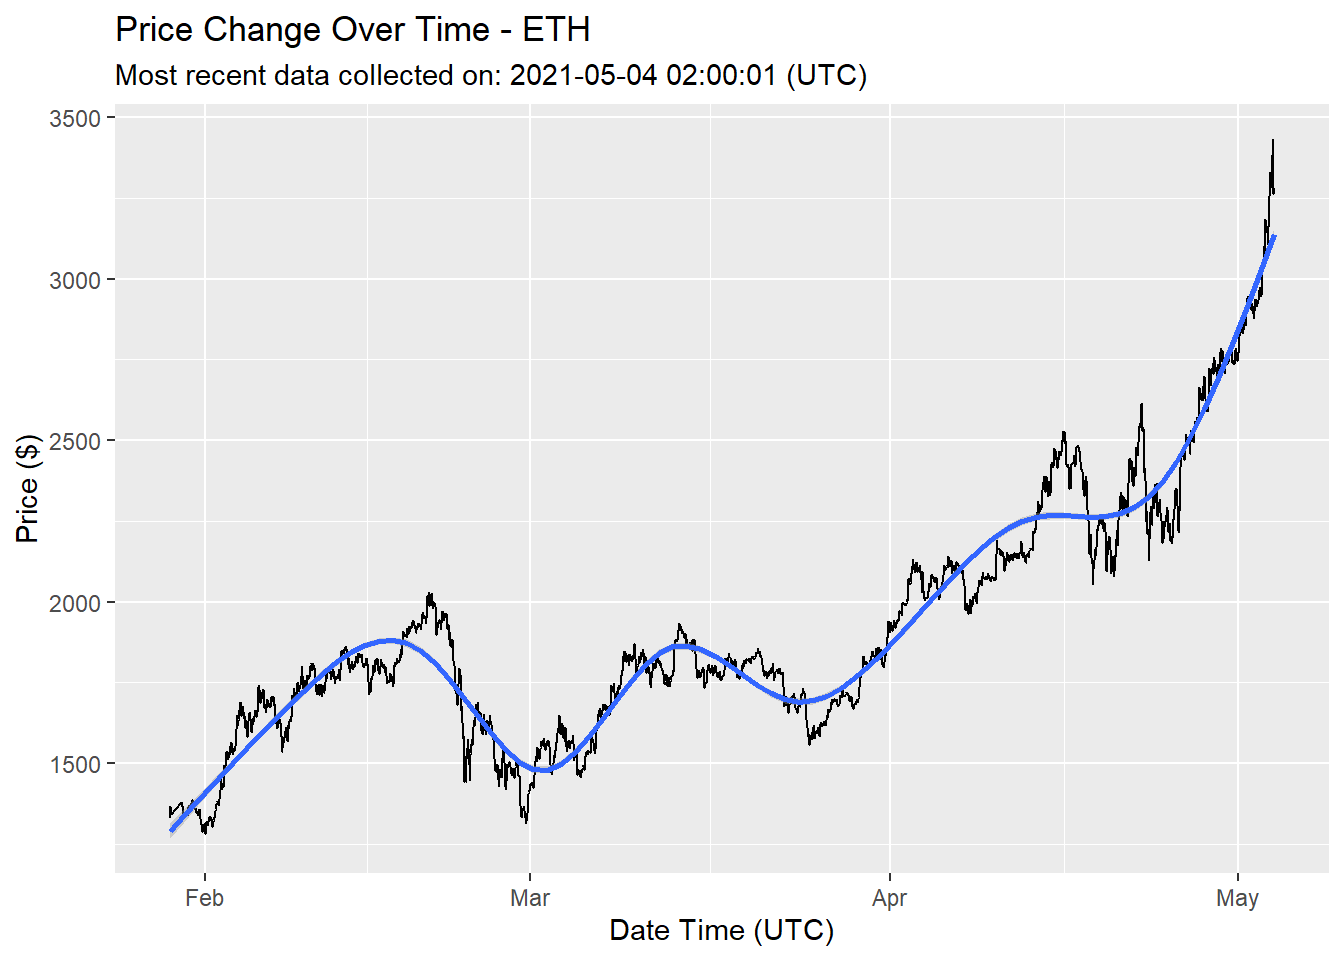 Price Change Over Time - ETH
Most recent data collected on: 2021-05-04 02:00:01 (UTC)
3500
3000
2500
2000
1500
Price ($)
Feb
Mar
Apr
May
Date Time (UTC)